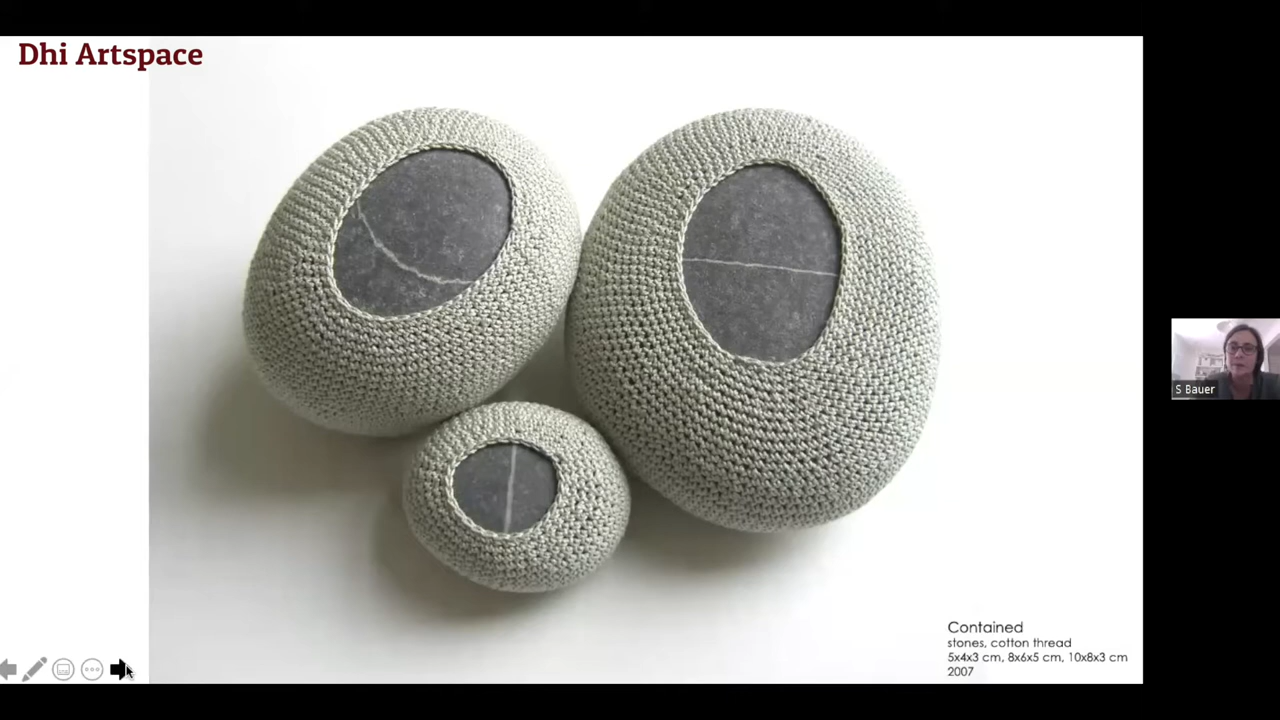 Dhi Artspace
S Bauer
Contained
stones, cotton thread
5x4x3 cm, 8x6x5 cm, 10x8x3 cm
2007